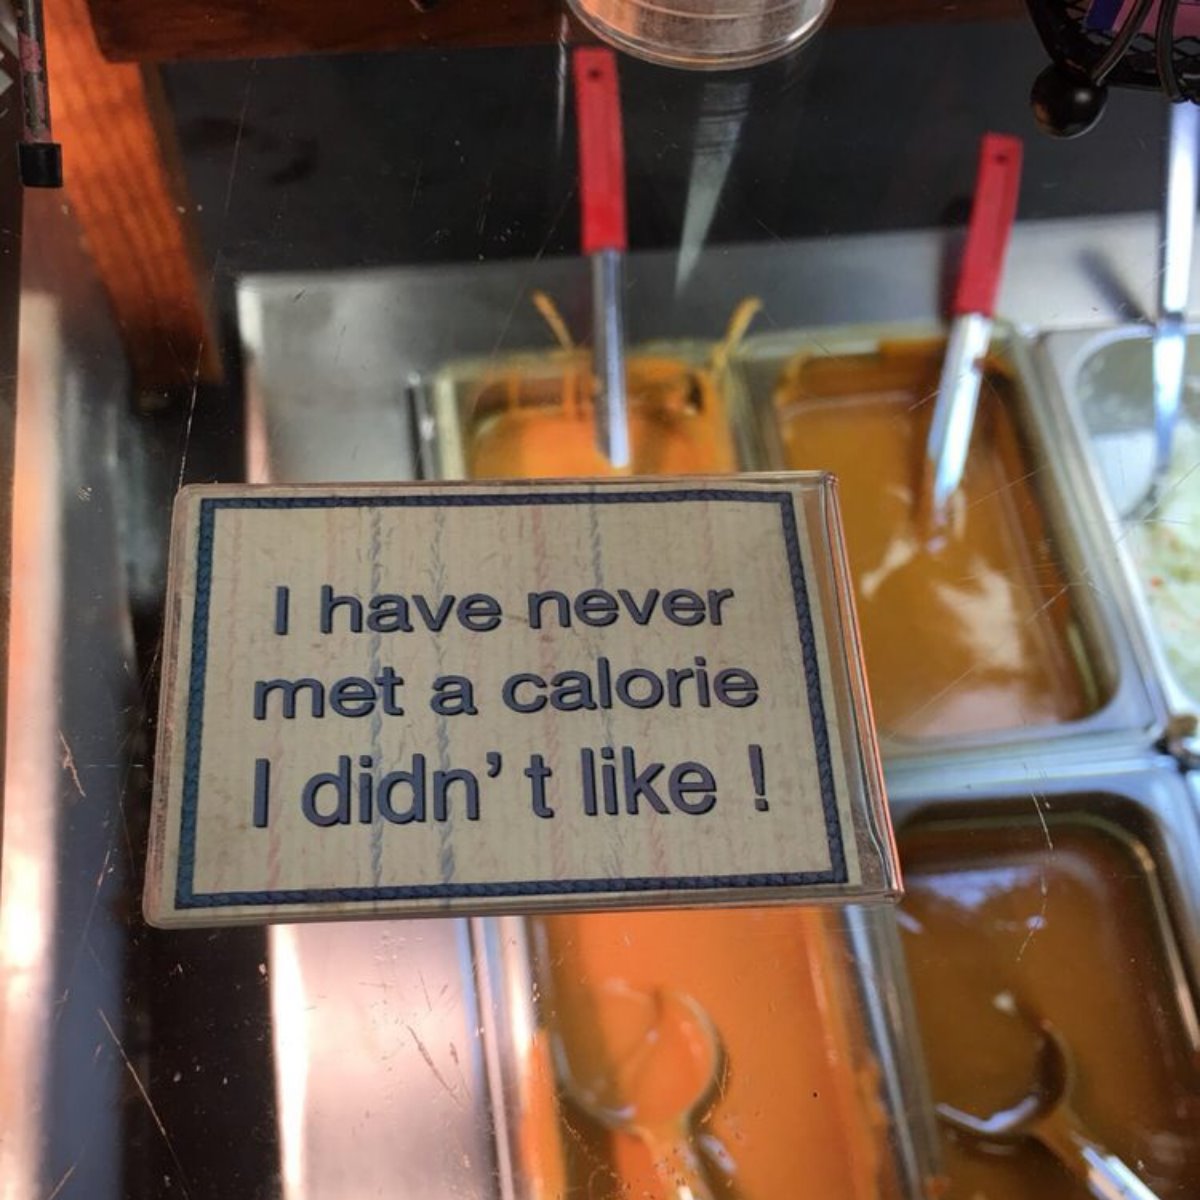 I have never
met a calorie
I didn't like !